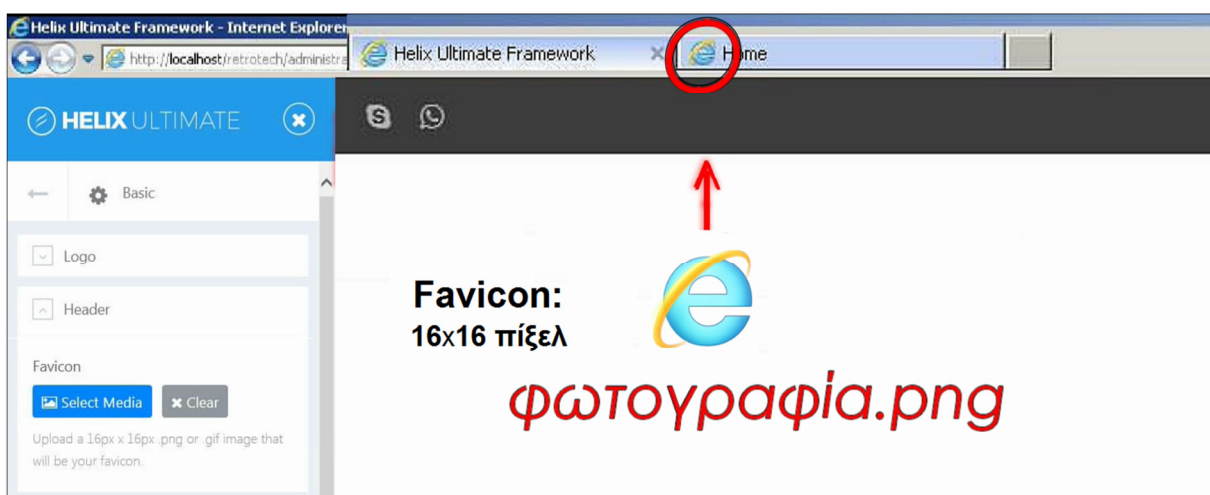 Helix Ultimate Framework - Internet Explorer
http://localhost/retrotech/administra
Helix Ultimate Framework
Home
HELIX ULTIMATE
Basic
Logo
Header
Favicon
Select Media
Clear
Upload a 16px x 16px .png or .gif image that
will be your favicon.
Favicon:
16x16 πίξελ
φωτογραφία.png